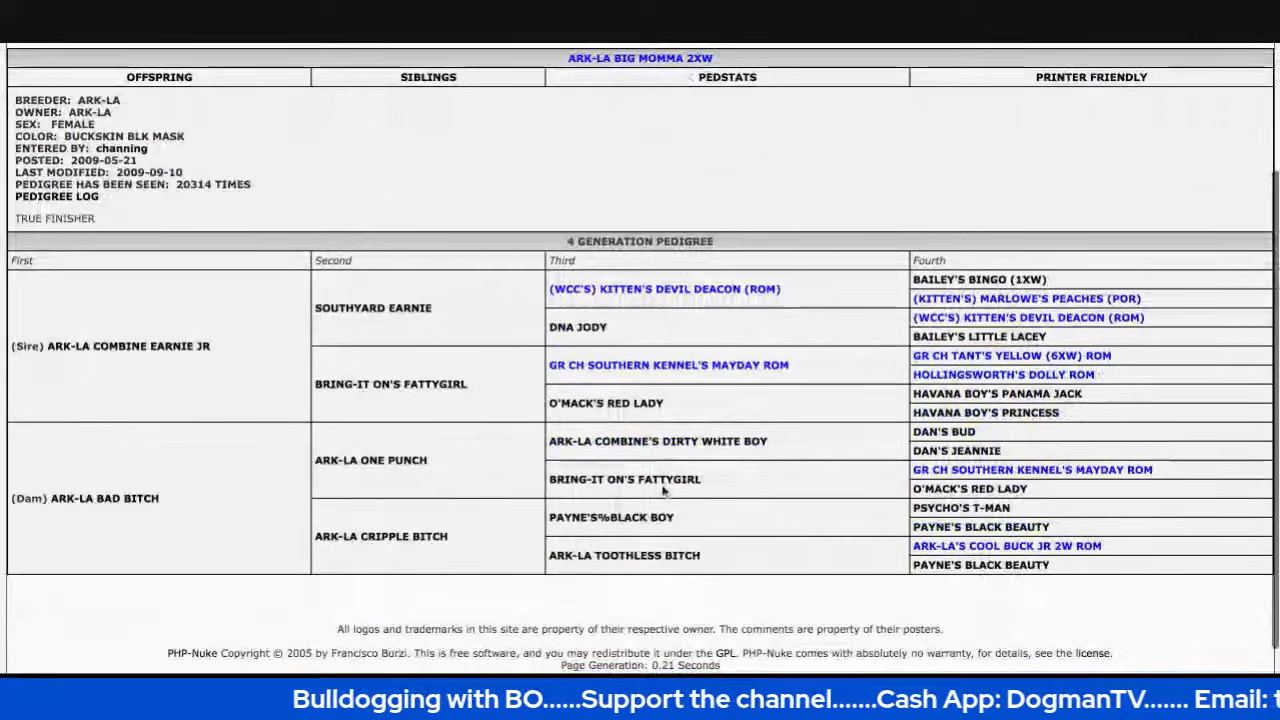 ARK-LA BIG MOMMA 2XW
OFFSPRING SIBLINGS PEDSTATS PRINTER FRIENDLY
BREEDER: ARK-LA
OWNER: ARK-LA
SEX: FEMALE
COLOR: BUCKSKIN BLK MASK
ENTERED BY: channing
POSTED: 2009-05-21
LAST MODIFIED: 2009-09-10
PEDIGREE HAS BEEN SEEN: 20314 TIMES
PEDIGREE LOG
TRUE FINISHER
4 GENERATION PEDIGREE
First Second Third Fourth
(Sire) ARK-LA COMBINE EARNIE JR
SOUTHYARD EARNIE
(WCC'S) KITTEN'S DEVIL DEACON (ROM)
BAILEY'S BINGO (1XW)
(KITTEN'S) MARLOWE'S PEACHES (POR)
DNA JODY
(WCC'S) KITTEN'S DEVIL DEACON (ROM)
BAILEY'S LITTLE LACEY
BRING-IT ON'S FATTYGIRL
GR CH SOUTHERN KENNEL'S MAYDAY ROM
GR CH TANT'S YELLOW (6XW) ROM
HOLLINGSWORTH'S DOLLY ROM
O'MACK'S RED LADY
HAVANA BOY'S PANAMA JACK
HAVANA BOY'S PRINCESS
(Dam) ARK-LA BAD BITCH
ARK-LA ONE PUNCH
ARK-LA COMBINE'S DIRTY WHITE BOY
DAN'S BUD
DAN'S JEANNIE
BRING-IT ON'S FATTYGIRL
GR CH SOUTHERN KENNEL'S MAYDAY ROM
O'MACK'S RED LADY
ARK-LA CRIPPLE BITCH
PAYNE'S%BLACK BOY
PSYCHO'S T-MAN
PAYNE'S BLACK BEAUTY
ARK-LA TOOTHLESS BITCH
ARK-LA'S COOL BUCK JR 2W ROM
PAYNE'S BLACK BEAUTY
All logos and trademarks in this site are property of their respective owner. The comments are property of their posters.
PHP-Nuke Copyright © 2005 by Francisco Burzi. This is free software, and you may redistribute it under the GPL. PHP-Nuke comes with absolutely no warranty, for details, see the license.
Page Generation: 0.21 Seconds
Bulldogging with BO......Support the channel.......Cash App: DogmanTV....... Email: